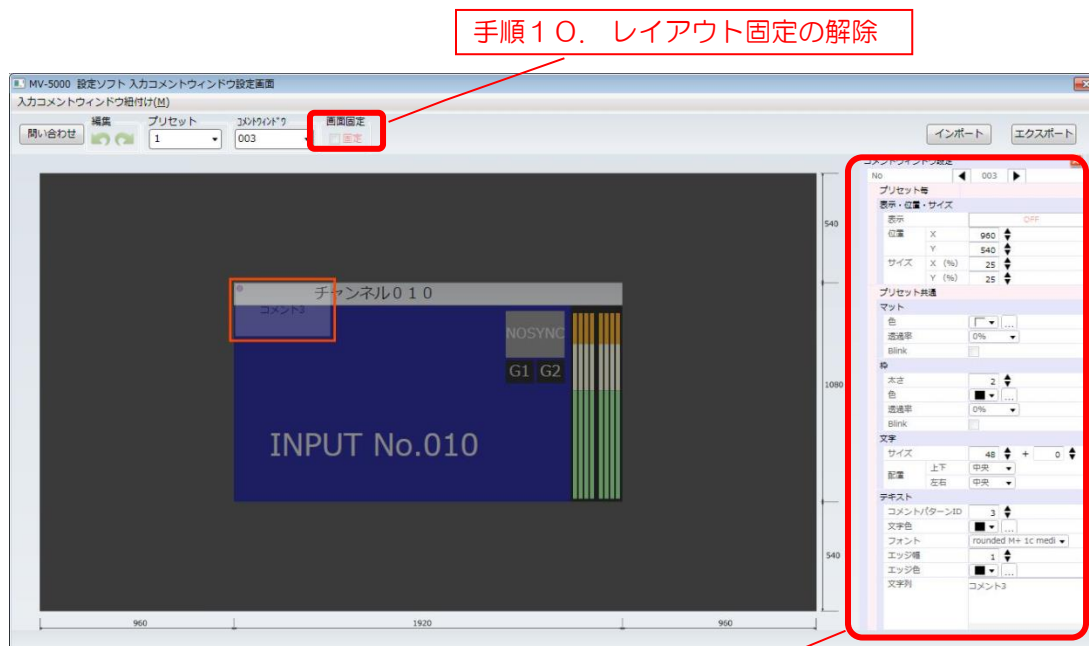 手順１０． レイアウト固定の解除
MV-5000 設定ソフト 入力コメントウィンドウ設定画面
入力コメントウィンドウ紐付け(M)
問い合わせ
編集
プリセット
1
ｺﾒﾝﾄｳｨﾝﾄﾞｳ
003
画面固定
固定
インポート
エクスポート
540
1080
540
960
1920
960
チャンネル０１０
コメント3
NOSYNC
G1 G2
INPUT No.010
コメントウィンドウ設定
No 003
プリセット毎
表示・位置・サイズ
表示 OFF
位置 X 960
Y 540
サイズ X (%) 25
Y (%) 25
プリセット共通
マット
色 ...
透過率 0%
Blink
枠
太さ 2
色 ...
透過率 0%
Blink
文字
サイズ 48 + 0
配置 上下 中央
左右 中央
テキスト
コメントパターンID 3
文字色 ...
フォント rounded M+ 1c medi
エッジ幅 1
エッジ色 ...
文字列 コメント3